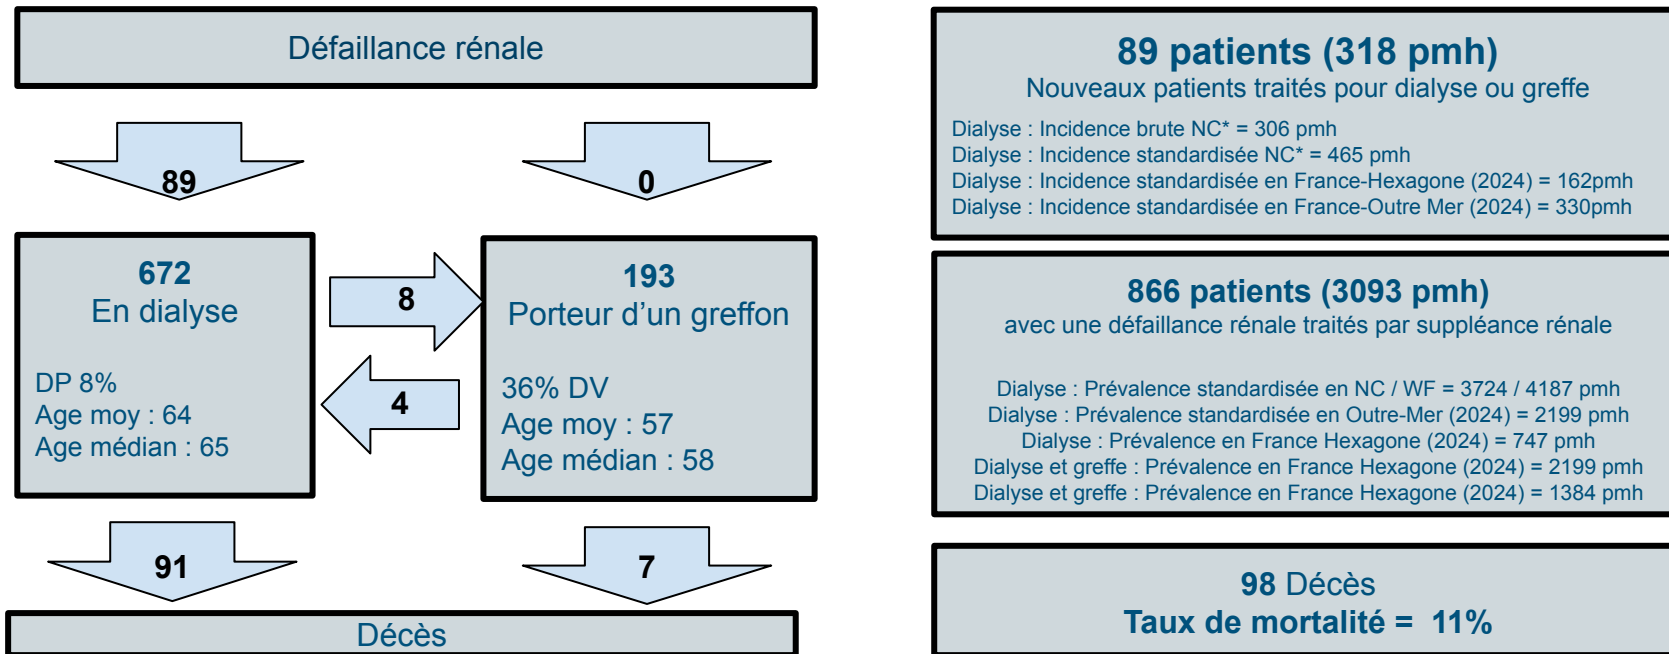 Défaillance rénale
89
0
672
En dialyse
DP 8%
Age moy : 64
Age médian : 65
8
4
193
Porteur d’un greffon
36% DV
Age moy : 57
Age médian : 58
91
7
Décès
89 patients (318 pmh)
Nouveaux patients traités pour dialyse ou greffe
Dialyse : Incidence brute NC* = 306 pmh
Dialyse : Incidence standardisée NC* = 465 pmh
Dialyse : Incidence standardisée en France-Hexagone (2024) = 162pmh
Dialyse : Incidence standardisée en France-Outre Mer (2024) = 330pmh
866 patients (3093 pmh)
avec une défaillance rénale traités par suppléance rénale
Dialyse : Prévalence standardisée en NC / WF = 3724 / 4187 pmh
Dialyse : Prévalence standardisée en Outre-Mer (2024) = 2199 pmh
Dialyse : Prévalence en France Hexagone (2024) = 747 pmh
Dialyse et greffe : Prévalence en France Hexagone (2024) = 2199 pmh
Dialyse et greffe : Prévalence en France Hexagone (2024) = 1384 pmh
98 Décès
Taux de mortalité = 11%